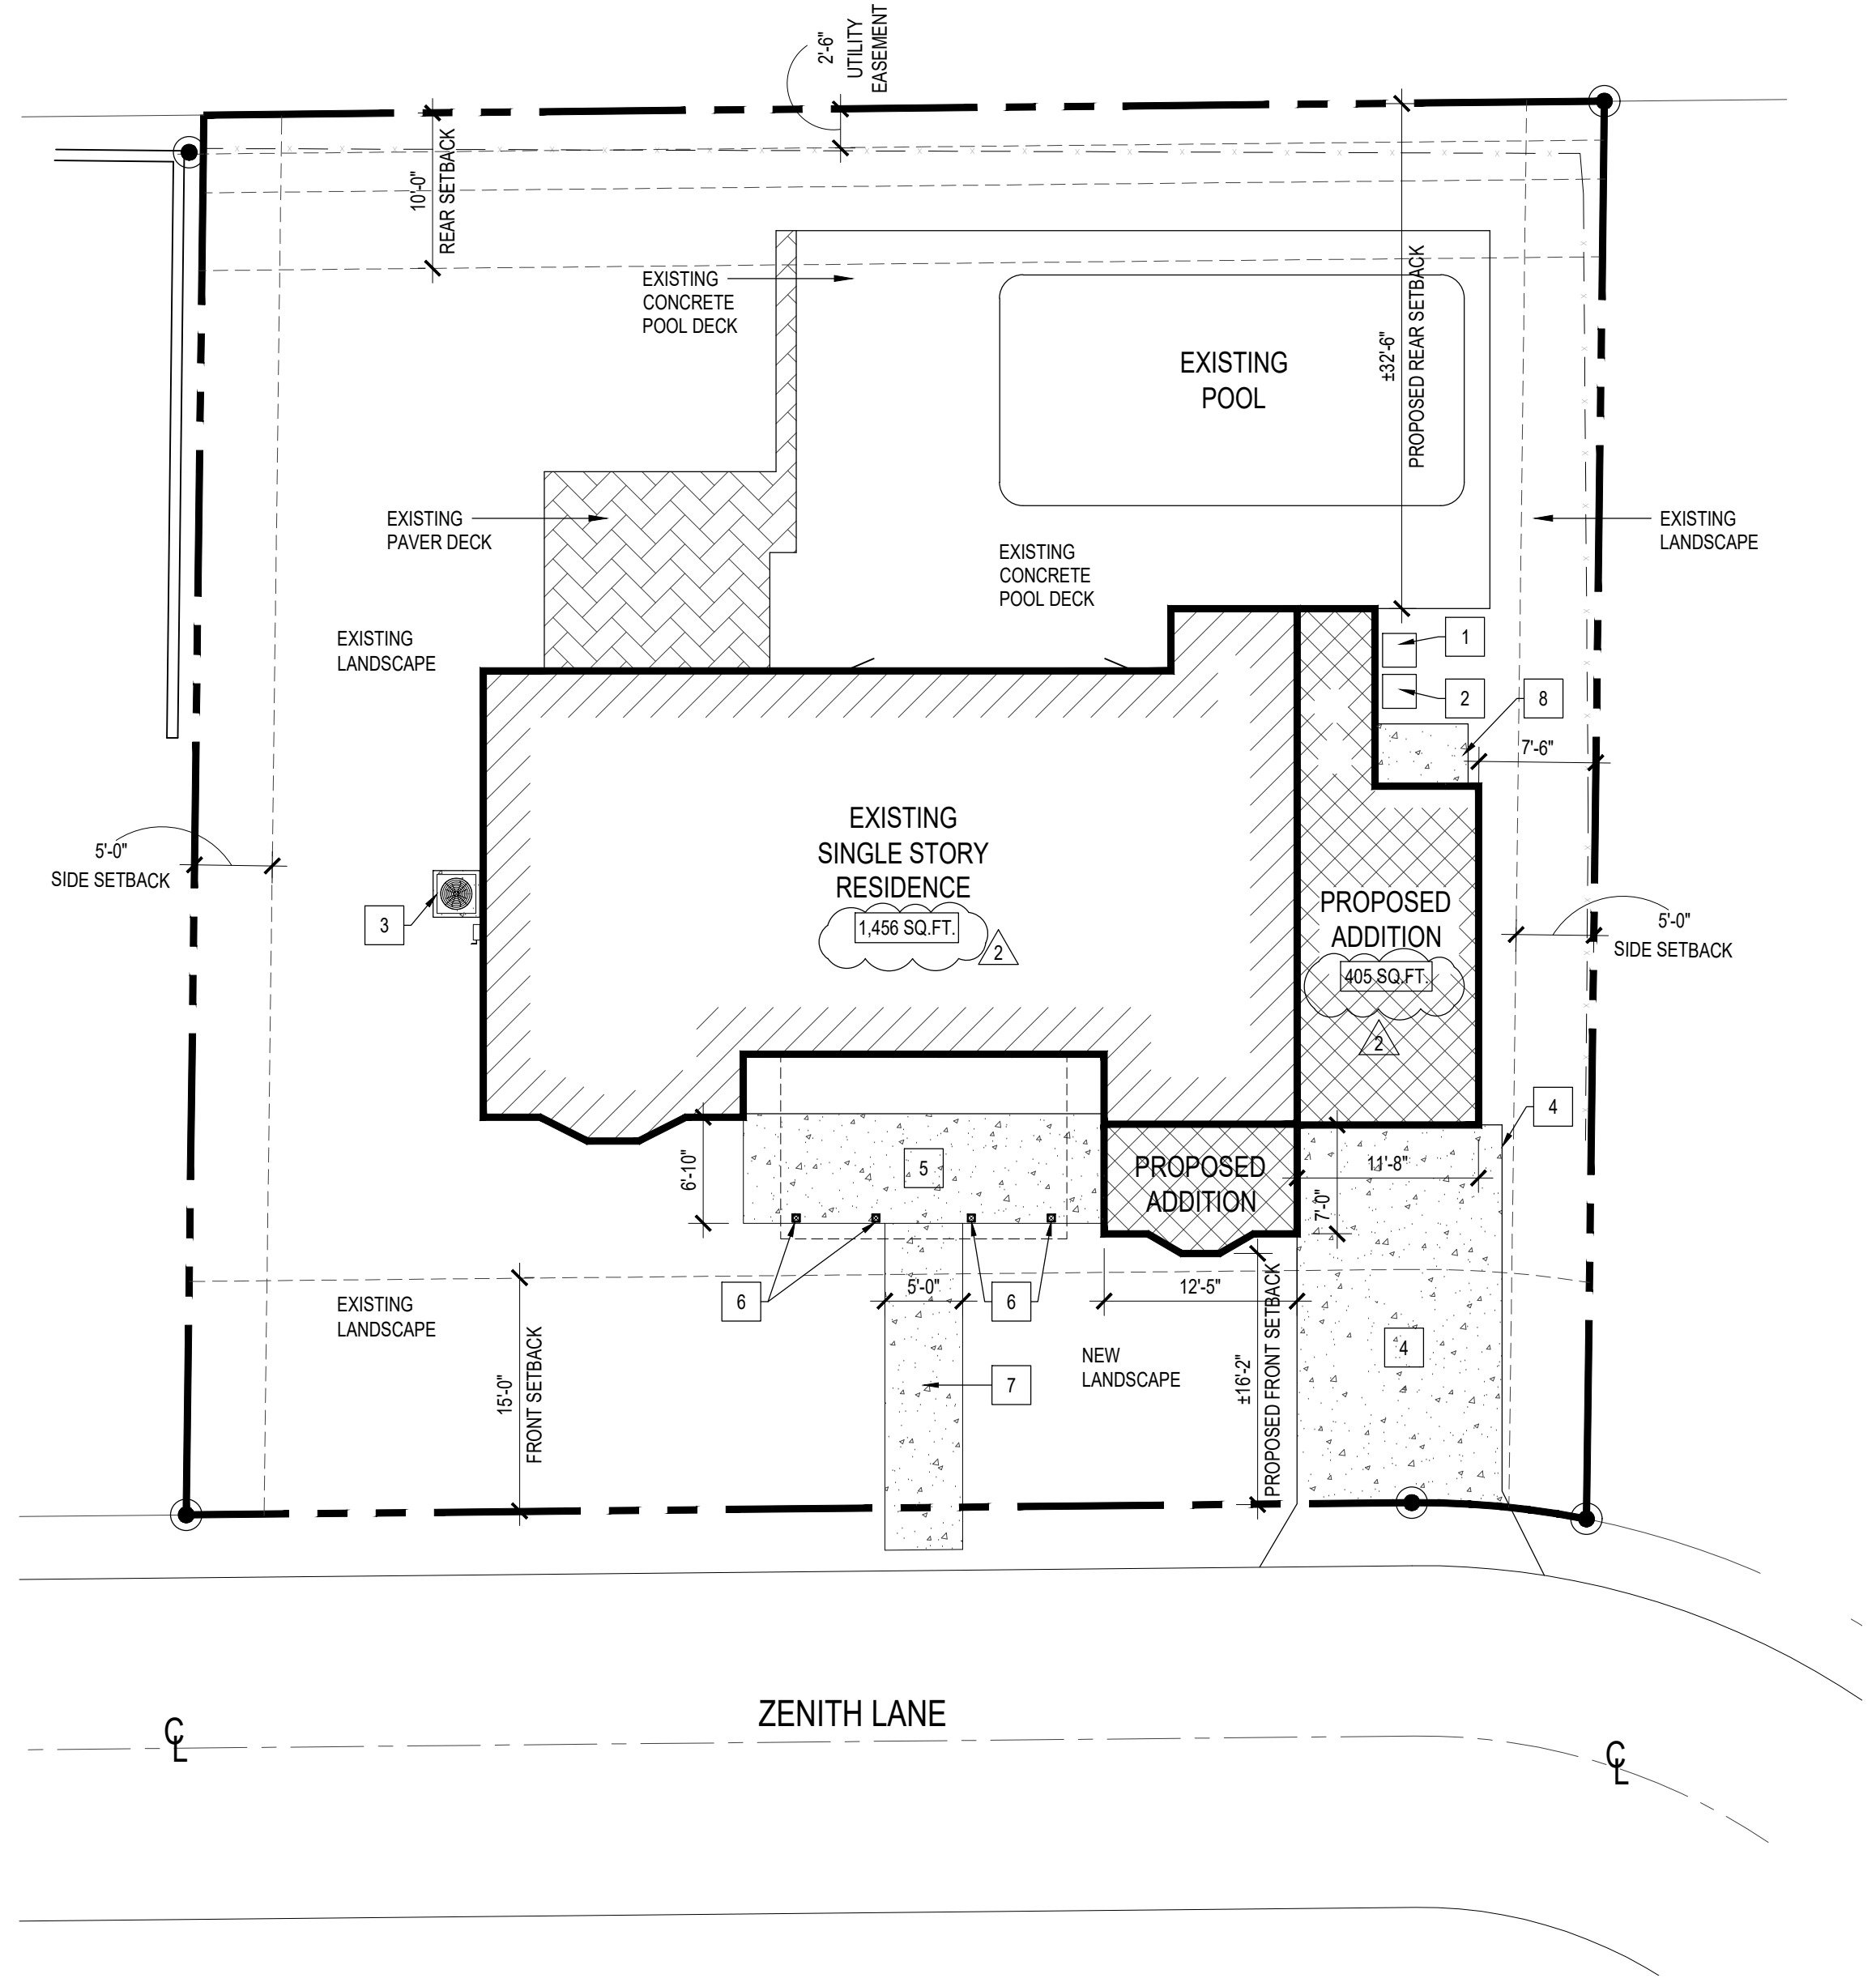 2'-6"
UTILITY
EASEMENT
10'-0"
REAR SETBACK
EXISTING
CONCRETE
POOL DECK
EXISTING
POOL
±32'-6"
PROPOSED REAR SETBACK
EXISTING
PAVER DECK
EXISTING
CONCRETE
POOL DECK
EXISTING
LANDSCAPE
EXISTING
LANDSCAPE
1
2
8
7'-6"
5'-0"
SIDE SETBACK
3
EXISTING
SINGLE STORY
RESIDENCE
1,456 SQ.FT.
2
PROPOSED
ADDITION
405 SQ.FT.
2
5'-0"
SIDE SETBACK
4
6'-10"
5
PROPOSED
ADDITION
11'-8"
7'-0"
6
5'-0"
6
12'-5"
EXISTING
LANDSCAPE
15'-0"
FRONT SETBACK
7
NEW
LANDSCAPE
±16'-2"
PROPOSED FRONT SETBACK
4
ZENITH LANE
CL
CL